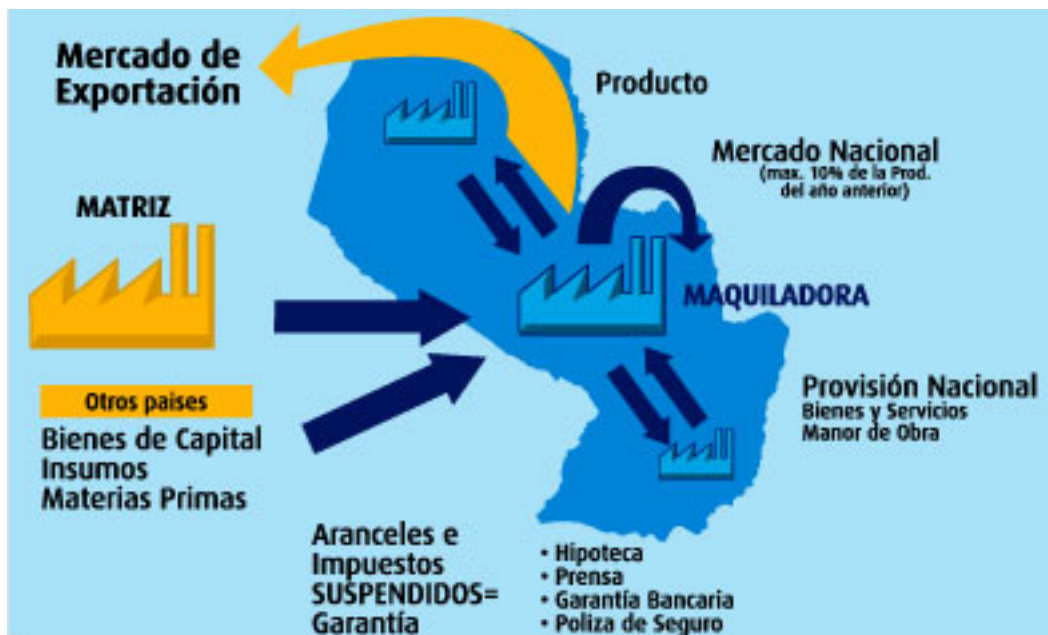 Mercado de
Exportación
Producto
Mercado Nacional
(max. 10% de la Prod.
del año anterior)
MATRIZ
MAQUILADORA
Otros paises
Bienes de Capital
Insumos
Materias Primas
Provisión Nacional
Bienes y Servicios
Manor de Obra
Aranceles e
Impuestos
SUSPENDIDOS=
Garantía
• Hipoteca
• Prensa
• Garantía Bancaria
• Poliza de Seguro